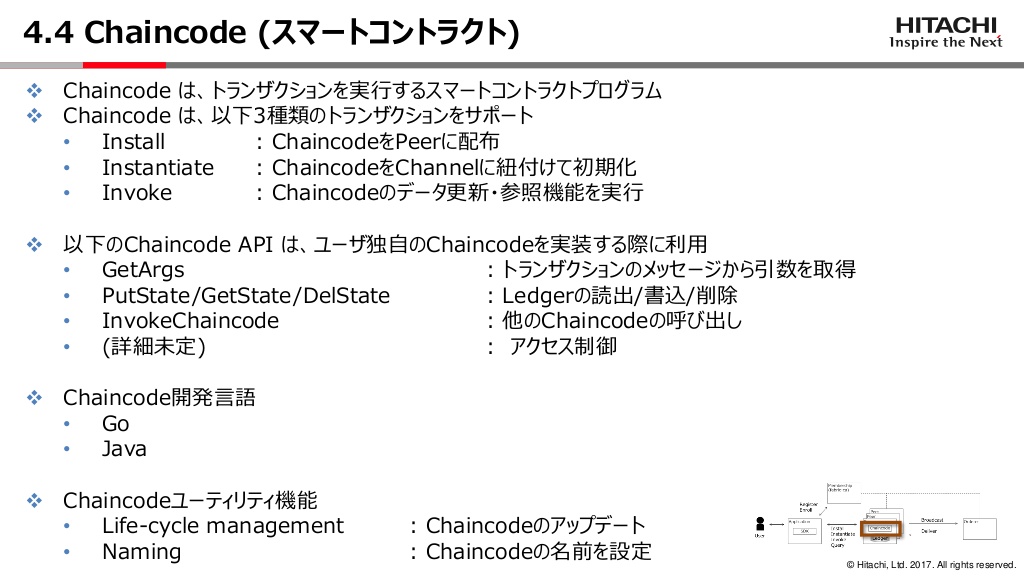 4.4 Chaincode (スマートコントラクト)
HITACHI
Inspire the Next
❖ Chaincode は、トランザクションを実行するスマートコントラクトプログラム
❖ Chaincode は、以下3種類のトランザクションをサポート
• Install : ChaincodeをPeerに配布
• Instantiate : ChaincodeをChannelに紐付けて初期化
• Invoke : Chaincodeのデータ更新・参照機能を実行
❖ 以下のChaincode API は、ユーザ独自のChaincodeを実装する際に利用
• GetArgs : トランザクションのメッセージから引数を取得
• PutState/GetState/DelState : Ledgerの読出/書込/削除
• InvokeChaincode : 他のChaincodeの呼び出し
• (詳細未定) : アクセス制御
❖ Chaincode開発言語
• Go
• Java
❖ Chaincodeユーティリティ機能
• Life-cycle management : Chaincodeのアップデート
• Naming : Chaincodeの名前を設定
Membership
Register
Enroll
Peer
Application
SDK
Chaincode
Ledger
Instantiate
Invoke
Query
Broadcast
Deliver
User
© Hitachi, Ltd. 2017. All rights reserved.